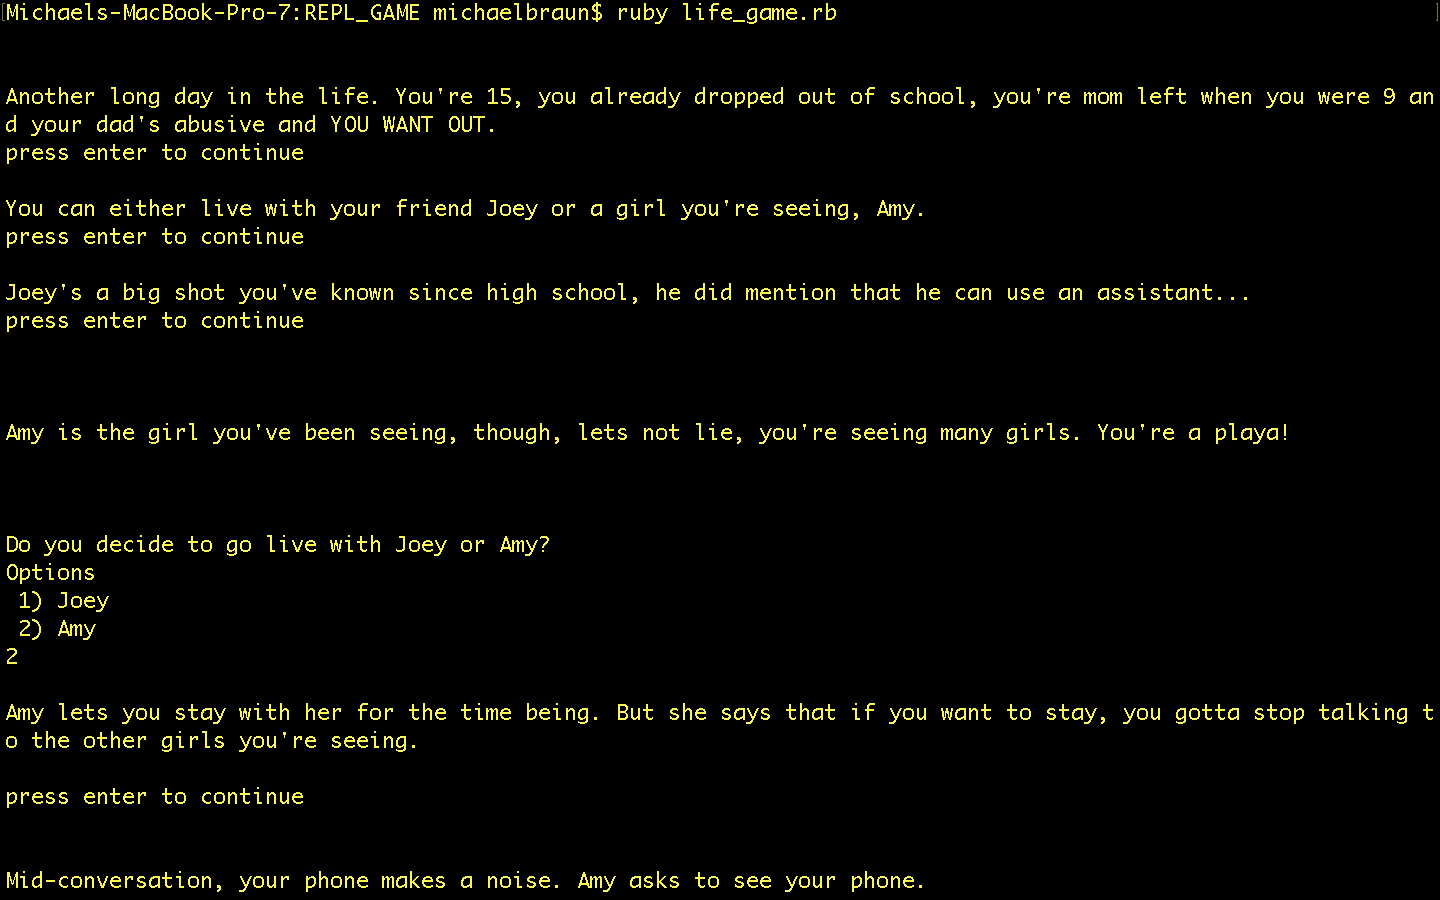 Michaels-MacBook-Pro-7:REPL_GAME michaelbraun$ ruby life_game.rb
Another long day in the life. You're 15, you already dropped out of school, you're mom left when you were 9 an
d your dad's abusive and YOU WANT OUT.
press enter to continue
You can either live with your friend Joey or a girl you're seeing, Amy.
press enter to continue
Joey's a big shot you've known since high school, he did mention that he can use an assistant...
press enter to continue
Amy is the girl you've been seeing, though, lets not lie, you're seeing many girls. You're a playa!
Do you decide to go live with Joey or Amy?
Options
1) Joey
2) Amy
2
Amy lets you stay with her for the time being. But she says that if you want to stay, you gotta stop talking t
o the other girls you're seeing.
press enter to continue
Mid-conversation, your phone makes a noise. Amy asks to see your phone.